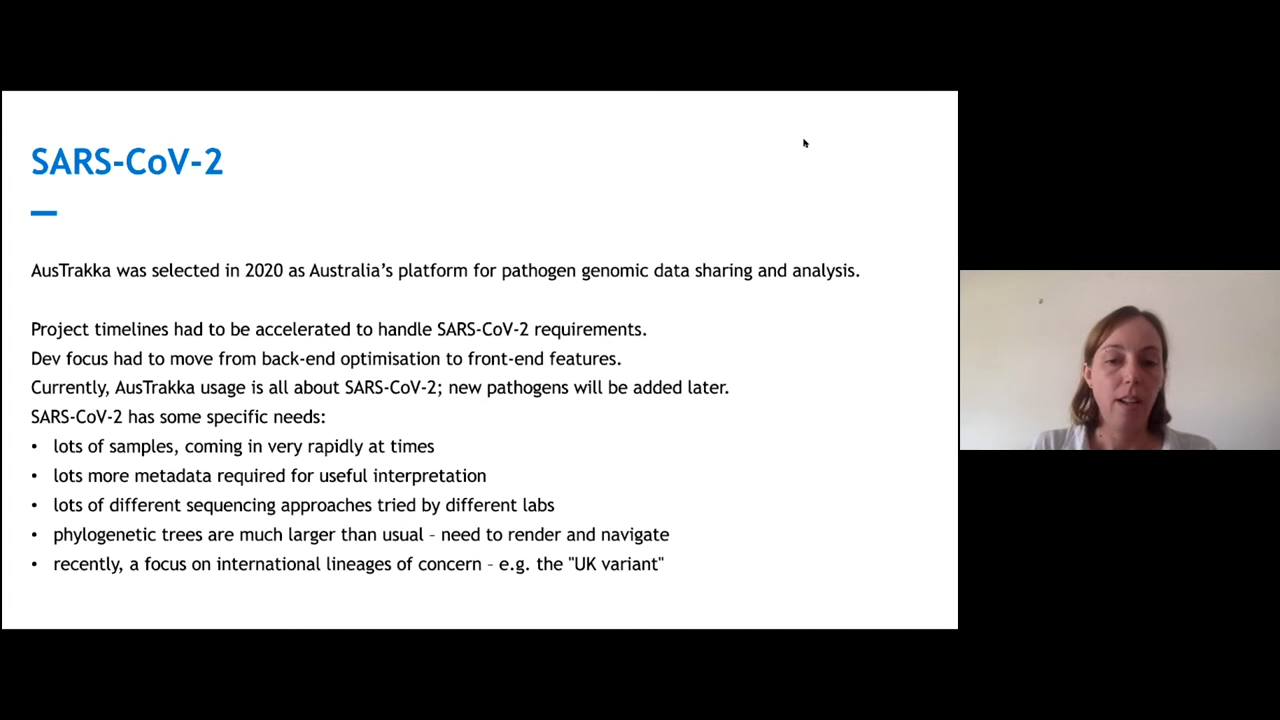 SARS-CoV-2
AusTrakka was selected in 2020 as Australia's platform for pathogen genomic data sharing and analysis.
Project timelines had to be accelerated to handle SARS-CoV-2 requirements.
Dev focus had to move from back-end optimisation to front-end features.
Currently, AusTrakka usage is all about SARS-CoV-2; new pathogens will be added later.
SARS-CoV-2 has some specific needs:
• lots of samples, coming in very rapidly at times
• lots more metadata required for useful interpretation
• lots of different sequencing approaches tried by different labs
• phylogenetic trees are much larger than usual – need to render and navigate
• recently, a focus on international lineages of concern – e.g. the "UK variant"